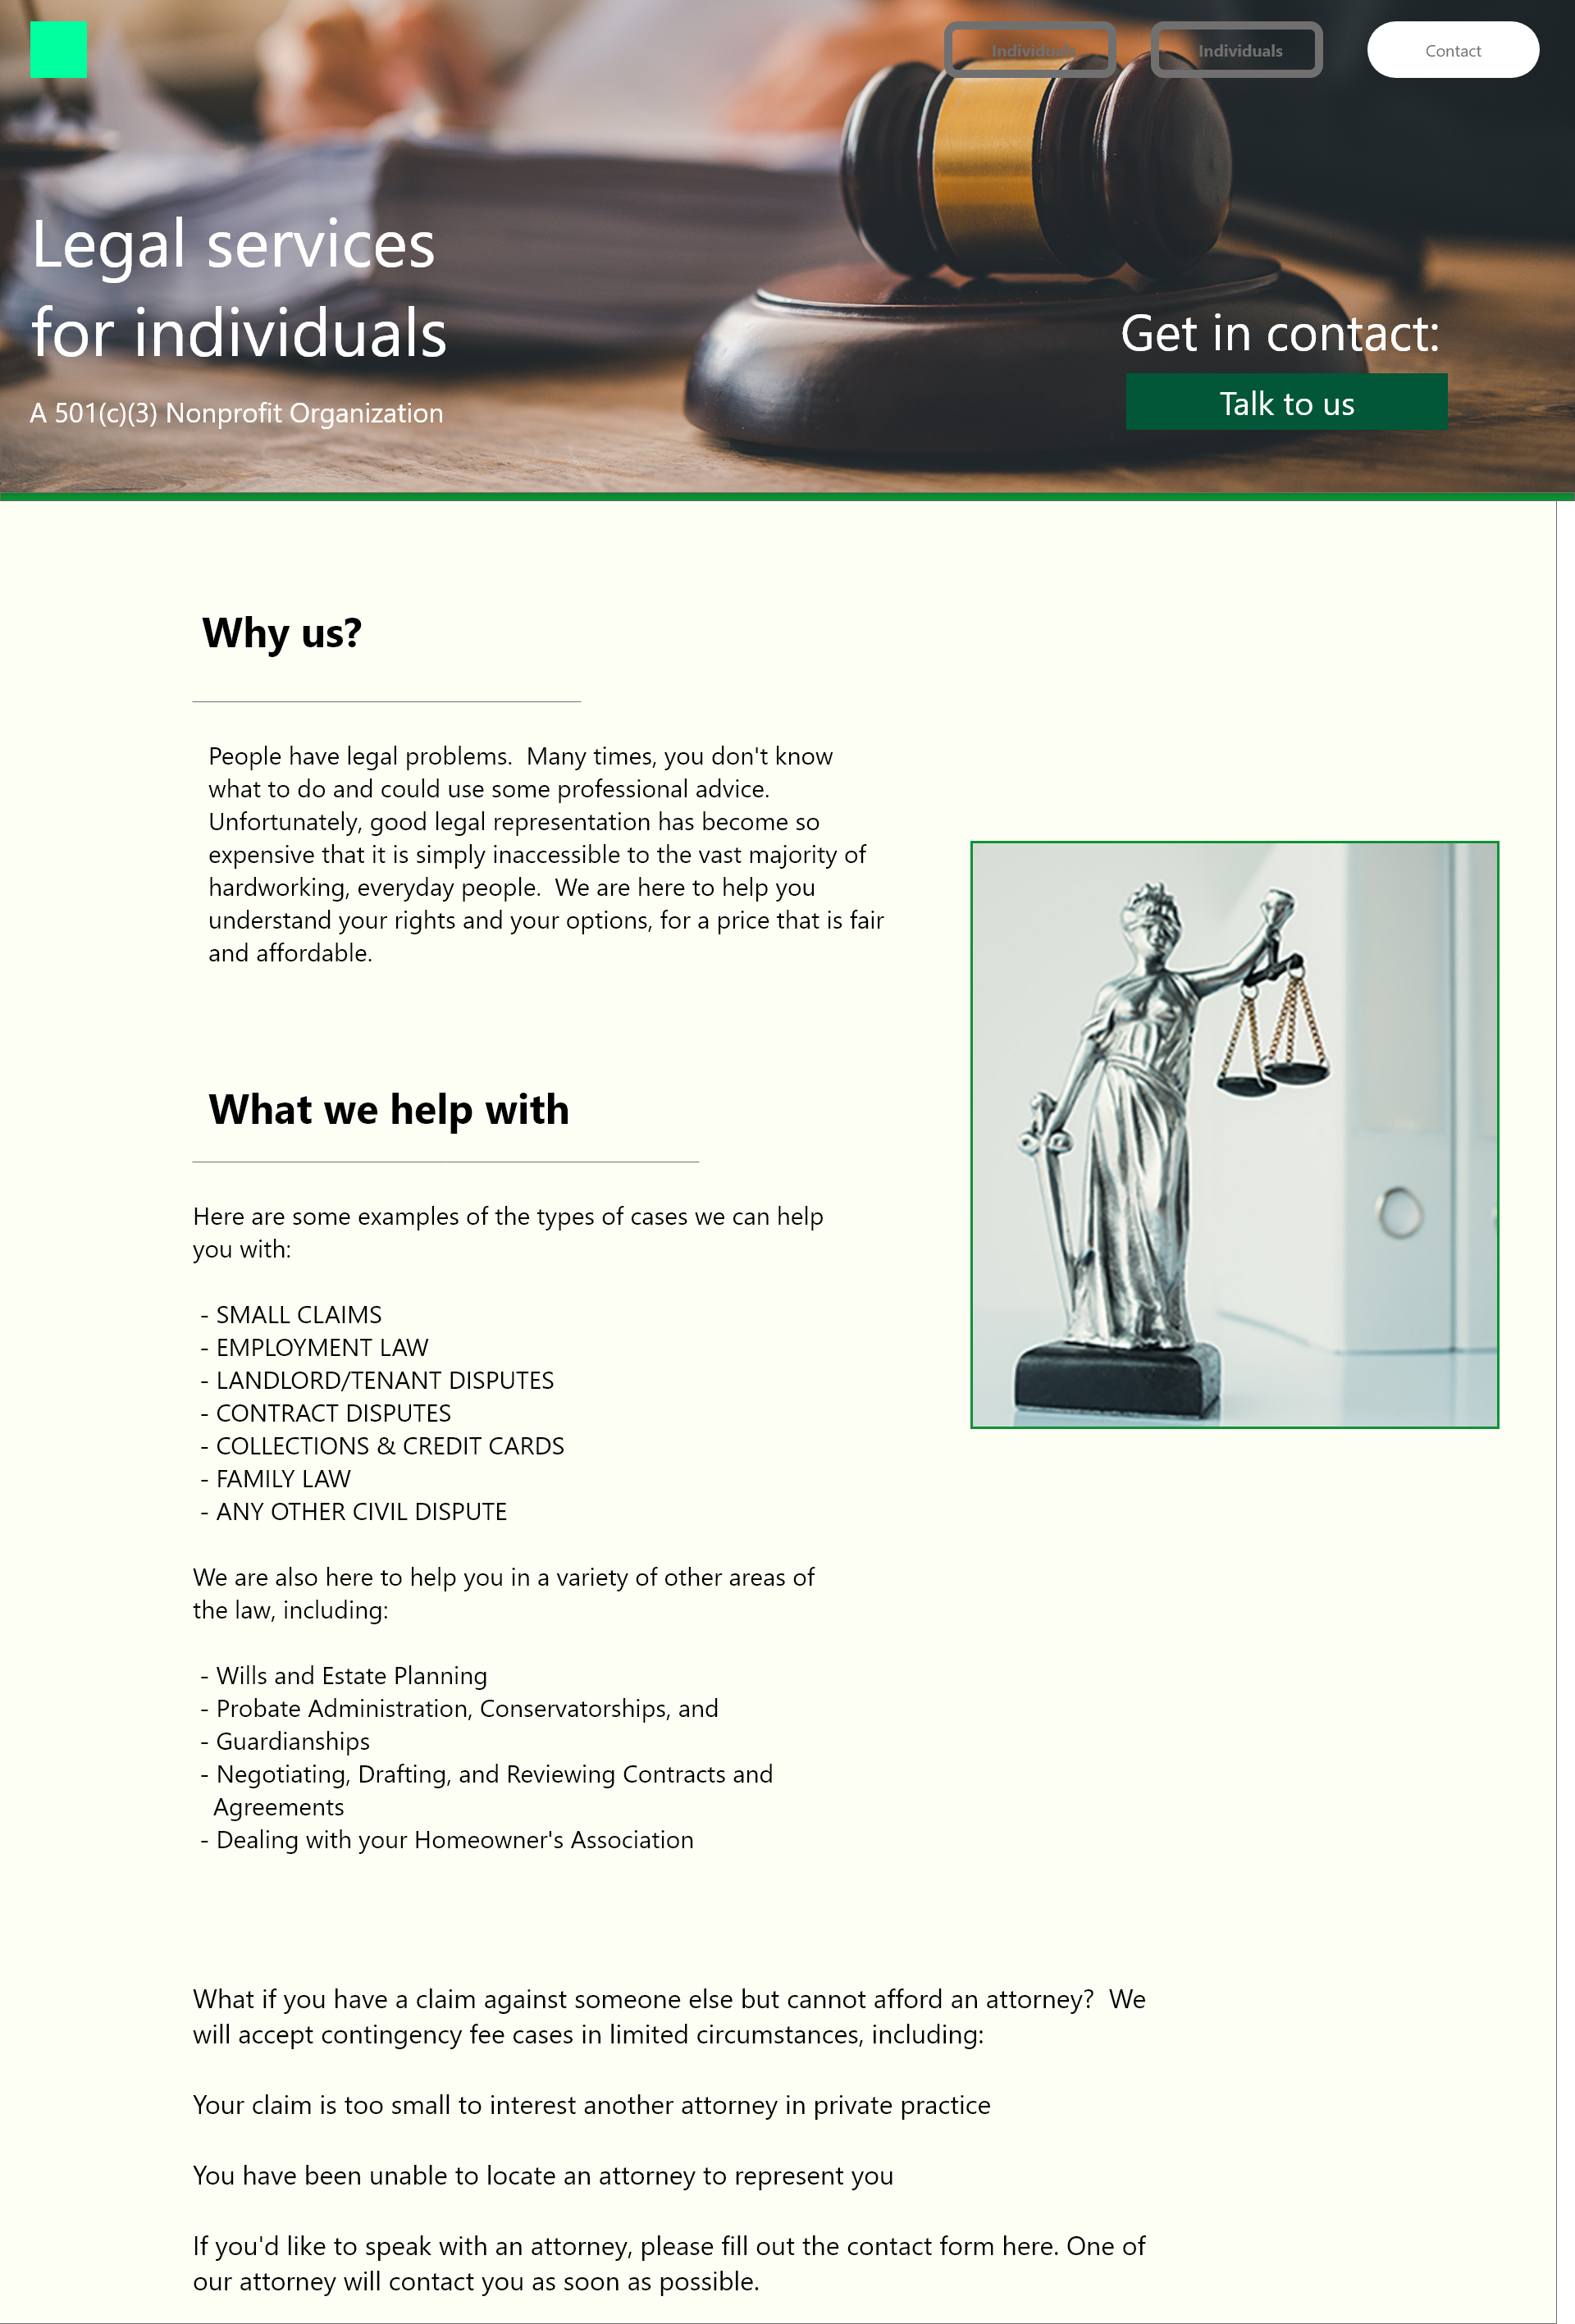 Individuals
Individuals
Contact
Legal services
for individuals
A 501(c)(3) Nonprofit Organization
Get in contact:
Talk to us
Why us?
People have legal problems.  Many times, you don't know
what to do and could use some professional advice.
Unfortunately, good legal representation has become so
expensive that it is simply inaccessible to the vast majority of
hardworking, everyday people.  We are here to help you
understand your rights and your options, for a price that is fair
and affordable.
What we help with
Here are some examples of the types of cases we can help
you with:
- SMALL CLAIMS
- EMPLOYMENT LAW
- LANDLORD/TENANT DISPUTES
- CONTRACT DISPUTES
- COLLECTIONS & CREDIT CARDS
- FAMILY LAW
- ANY OTHER CIVIL DISPUTE
We are also here to help you in a variety of other areas of
the law, including:
- Wills and Estate Planning
- Probate Administration, Conservatorships, and
- Guardianships
- Negotiating, Drafting, and Reviewing Contracts and
Agreements
- Dealing with your Homeowner's Association
What if you have a claim against someone else but cannot afford an attorney?  We
will accept contingency fee cases in limited circumstances, including:
Your claim is too small to interest another attorney in private practice
You have been unable to locate an attorney to represent you
If you'd like to speak with an attorney, please fill out the contact form here. One of
our attorney will contact you as soon as possible.